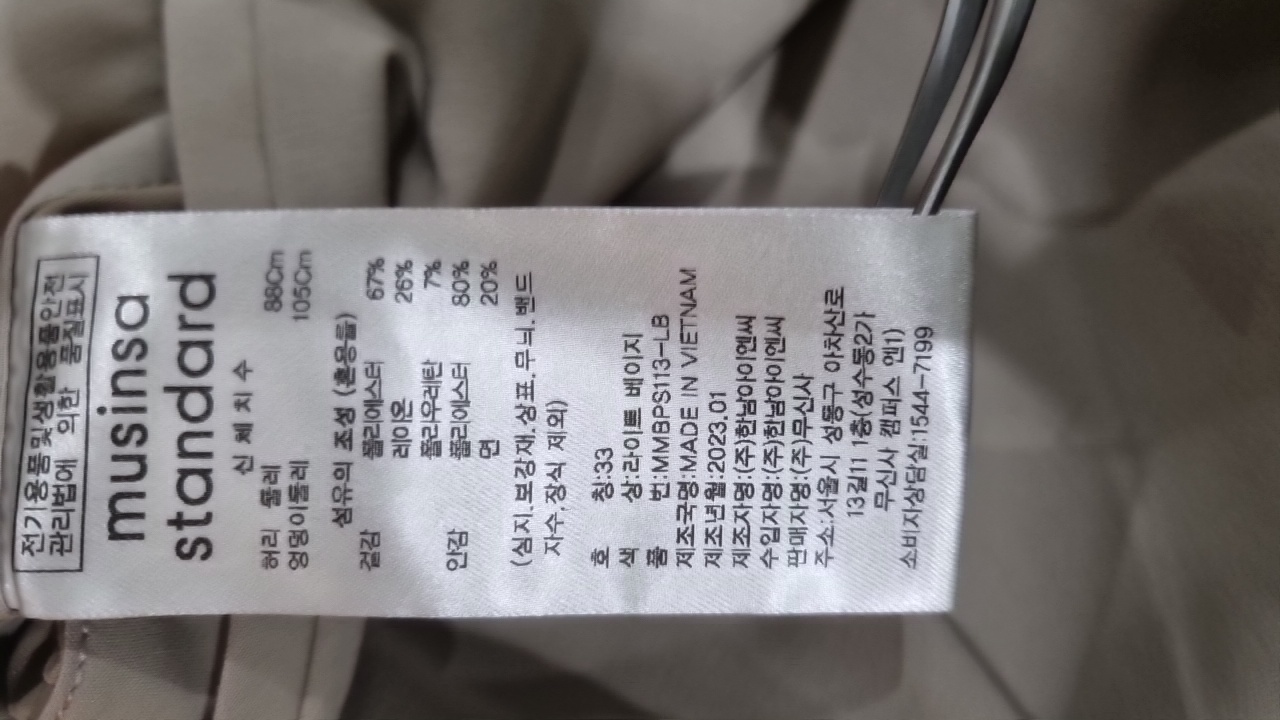 전기용품및생활용품안전
관리법에 의한 품질표시
musinsa
standard
신 체 치 수
허리 둘레 88Cm
엉덩이둘레 105Cm
섬유의 조성 (혼용률)
겉감 폴리에스터 67%
레이온 26%
폴리우레탄 7%
안감 폴리에스터 80%
면 20%
(심지.보강재.상표.무늬.밴드
자수.장식 제외)
호 칭:33
색 상:라이트 베이지
품 번:MMBPS113-LB
제조국명:MADE IN VIETNAM
제조년월:2023.01
제조자명:(주)한남아이엔씨
수입자명:(주)한남아이엔씨
판매자명:(주)무신사
주소:서울시 성동구 아차산로
13길11 1층(성수동2가
무신사 캠퍼스 엔1)
소비자상담실:1544-7199